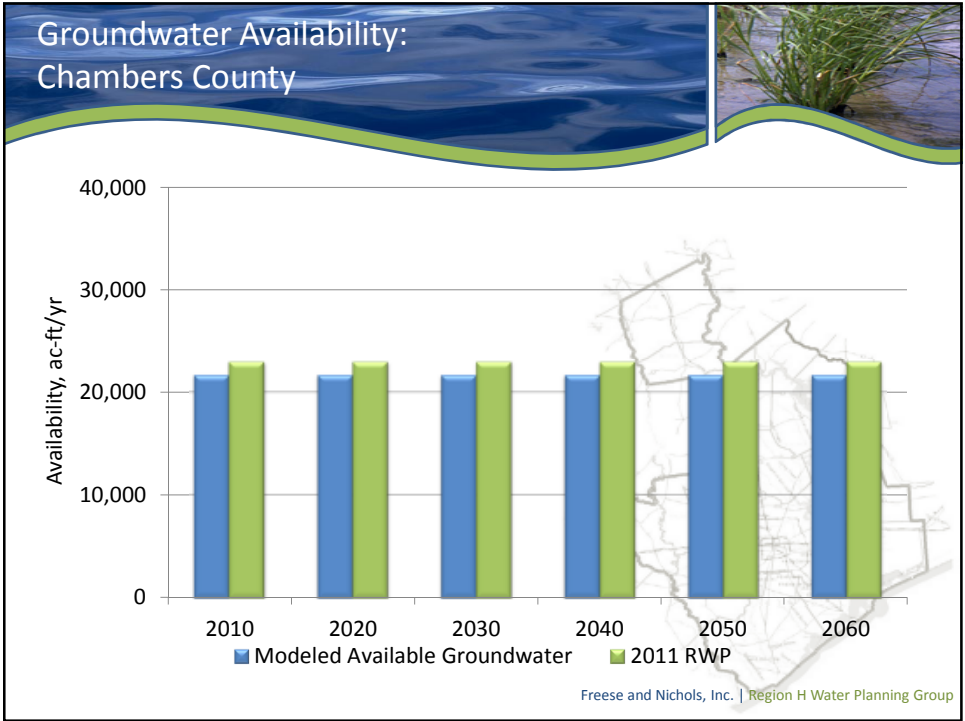 Groundwater Availability:
Chambers County
40,000
30,000
20,000
10,000
0
Availability, ac-ft/yr
2010 2020 2030 2040 2050 2060
Modeled Available Groundwater 2011 RWP
Freese and Nichols, Inc. | Region H Water Planning Group